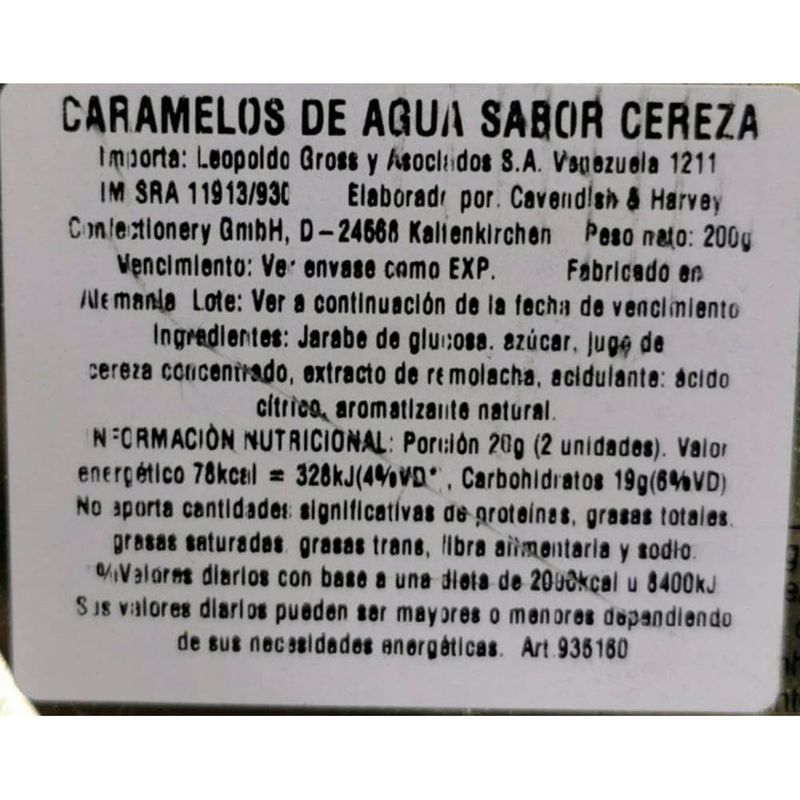 CARAMELOS DE AGUA SABOR CEREZA
Importa: Leopoldo Gross y Asociados S.A. Venezuela 1211
IM SRA 11913/930 Elaborado por. Cavendish & Harvey
Confectionery GmbH, D-24568 Kaltenkirchen Peso neto: 200g
Vencimiento: Ver envase como EXP. Fabricado en
Alemania Lote: Ver a continuación de la fecha de vencimiento
Ingredientes: Jarabe de glucosa, azúcar, jugo de
cereza concentrado, extracto de remolacha, acidulante: ácido
cítrico, aromatizante natural.
INFORMACIÓN NUTRICIONAL: Porción 20g (2 unidades). Valor
energético 78kcal = 328kJ(4%VD*, Carbohidratos 19g(6%VD)
No aporta cantidades significativas de proteínas, grasas totales,
grasas saturadas, grasas trans, fibra alimentaria y sodio.
%Valores diarios con base a una dieta de 2000kcal u 8400kJ
Sus valores diarios pueden ser mayores o menores dependiendo
de sus necesidades energéticas. Art.935160